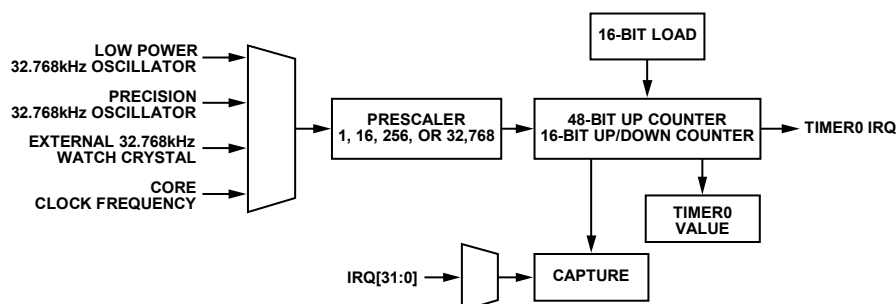 LOW POWER
32.768kHz OSCILLATOR
PRECISION
32.768kHz OSCILLATOR
EXTERNAL 32.768kHz
WATCH CRYSTAL
CORE
CLOCK FREQUENCY
PRESCALER
1, 16, 256, OR 32,768
16-BIT LOAD
48-BIT UP COUNTER
16-BIT UP/DOWN COUNTER
TIMER0 IRQ
TIMER0
VALUE
IRQ[31:0]
CAPTURE